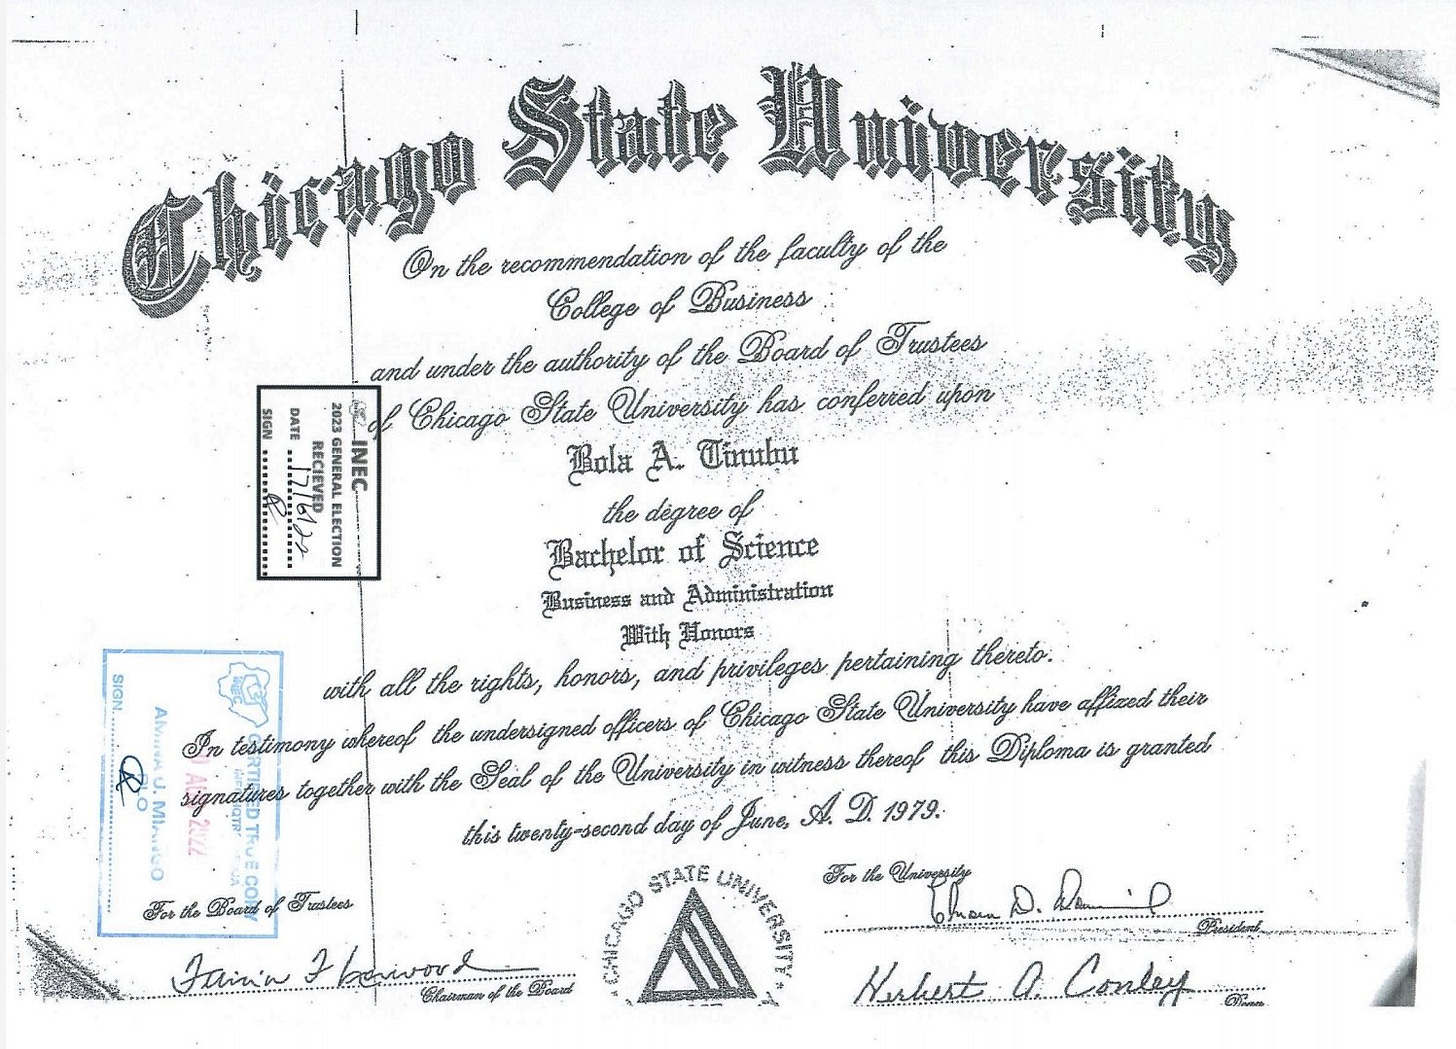 Chicago State University
On the recommendation of the faculty of the
College of Business
and under the authority of the Board of Trustees
of Chicago State University has conferred upon
Bola A. Tinubu
the degree of
Bachelor of Science
Business and Administration
With Honors
with all the rights, honors, and privileges pertaining thereto.
In testimony whereof the undersigned officers of Chicago State University have affixed their
signatures together with the Seal of the University in witness thereof this Diploma is granted
this twenty-second day of June, A. D. 1979.
INEC
2023 GENERAL ELECTION
RECIEVED
DATE 17/6/22
SIGN
CERTIFIED TRUE COPY
2022
AMINA U. MIANGO
SIGN.
For the Board of Trustees
Chairman of the Board
CHICAGO STATE UNIVERSITY
For the University
President
Herbert A. Conley
Dean